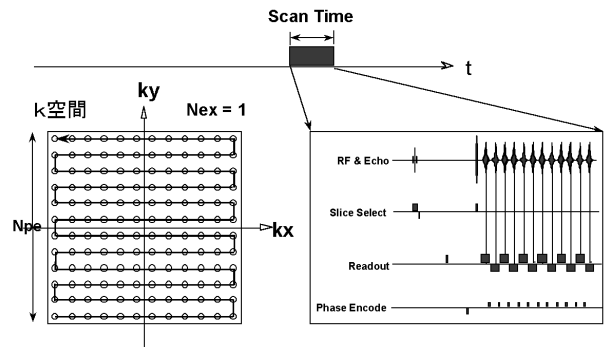 Scan Time
t
k空間
ky
Nex = 1
Npe
kx
RF & Echo
Slice Select
Readout
Phase Encode